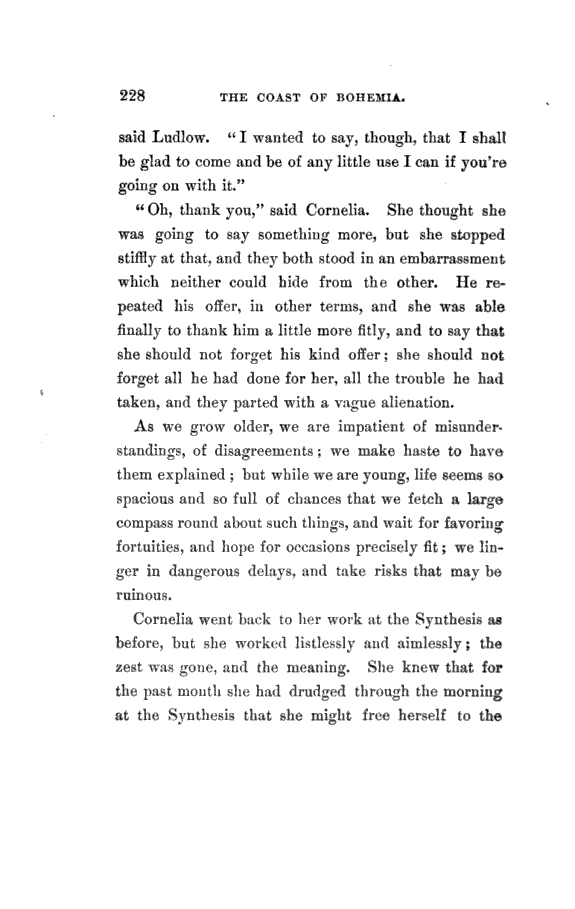 228 THE COAST OF BOHEMIA.
said Ludlow. “I wanted to say, though, that I shall
be glad to come and be of any little use I can if you're
going on with it.”
“Oh, thank you,” said Cornelia. She thought she
was going to say something more, but she stopped
stiffly at that, and they both stood in an embarrassment
which neither could hide from the other. He re-
peated his offer, in other terms, and she was able
finally to thank him a little more fitly, and to say that
she should not forget his kind offer; she should not
forget all he had done for her, all the trouble he had
taken, and they parted with a vague alienation.
As we grow older, we are impatient of misunder-
standings, of disagreements; we make haste to have
them explained; but while we are young, life seems so
spacious and so full of chances that we fetch a large
compass round about such things, and wait for favoring
fortuities, and hope for occasions precisely fit; we lin-
ger in dangerous delays, and take risks that may be
ruinous.
Cornelia went back to her work at the Synthesis as
before, but she worked listlessly and aimlessly; the
zest was gone, and the meaning. She knew that for
the past month she had drudged through the morning
at the Synthesis that she might free herself to the